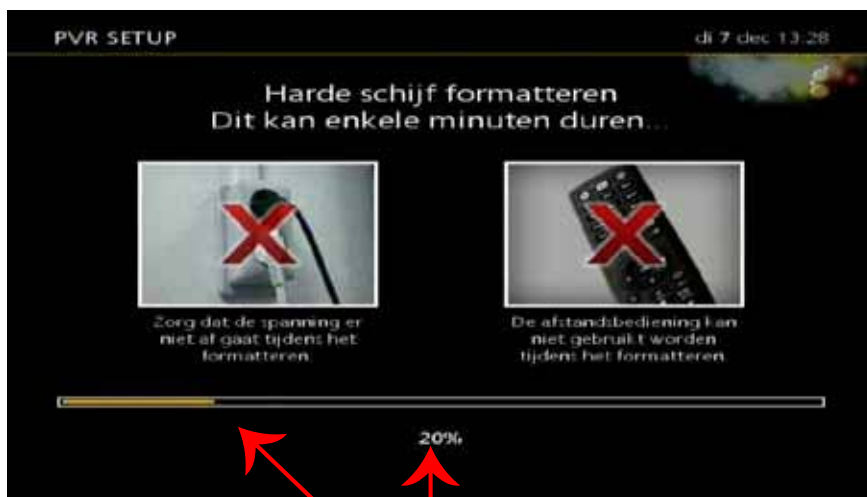 PVR SETUP
di 7 dec 13:28
Harde schijf formatteren
Dit kan enkele minuten duren...
Zorg dat de spanning er
niet af gaat tijdens het
formatteren.
De afstandsbediening kan
niet gebruikt worden
tijdens het formatteren.
20%